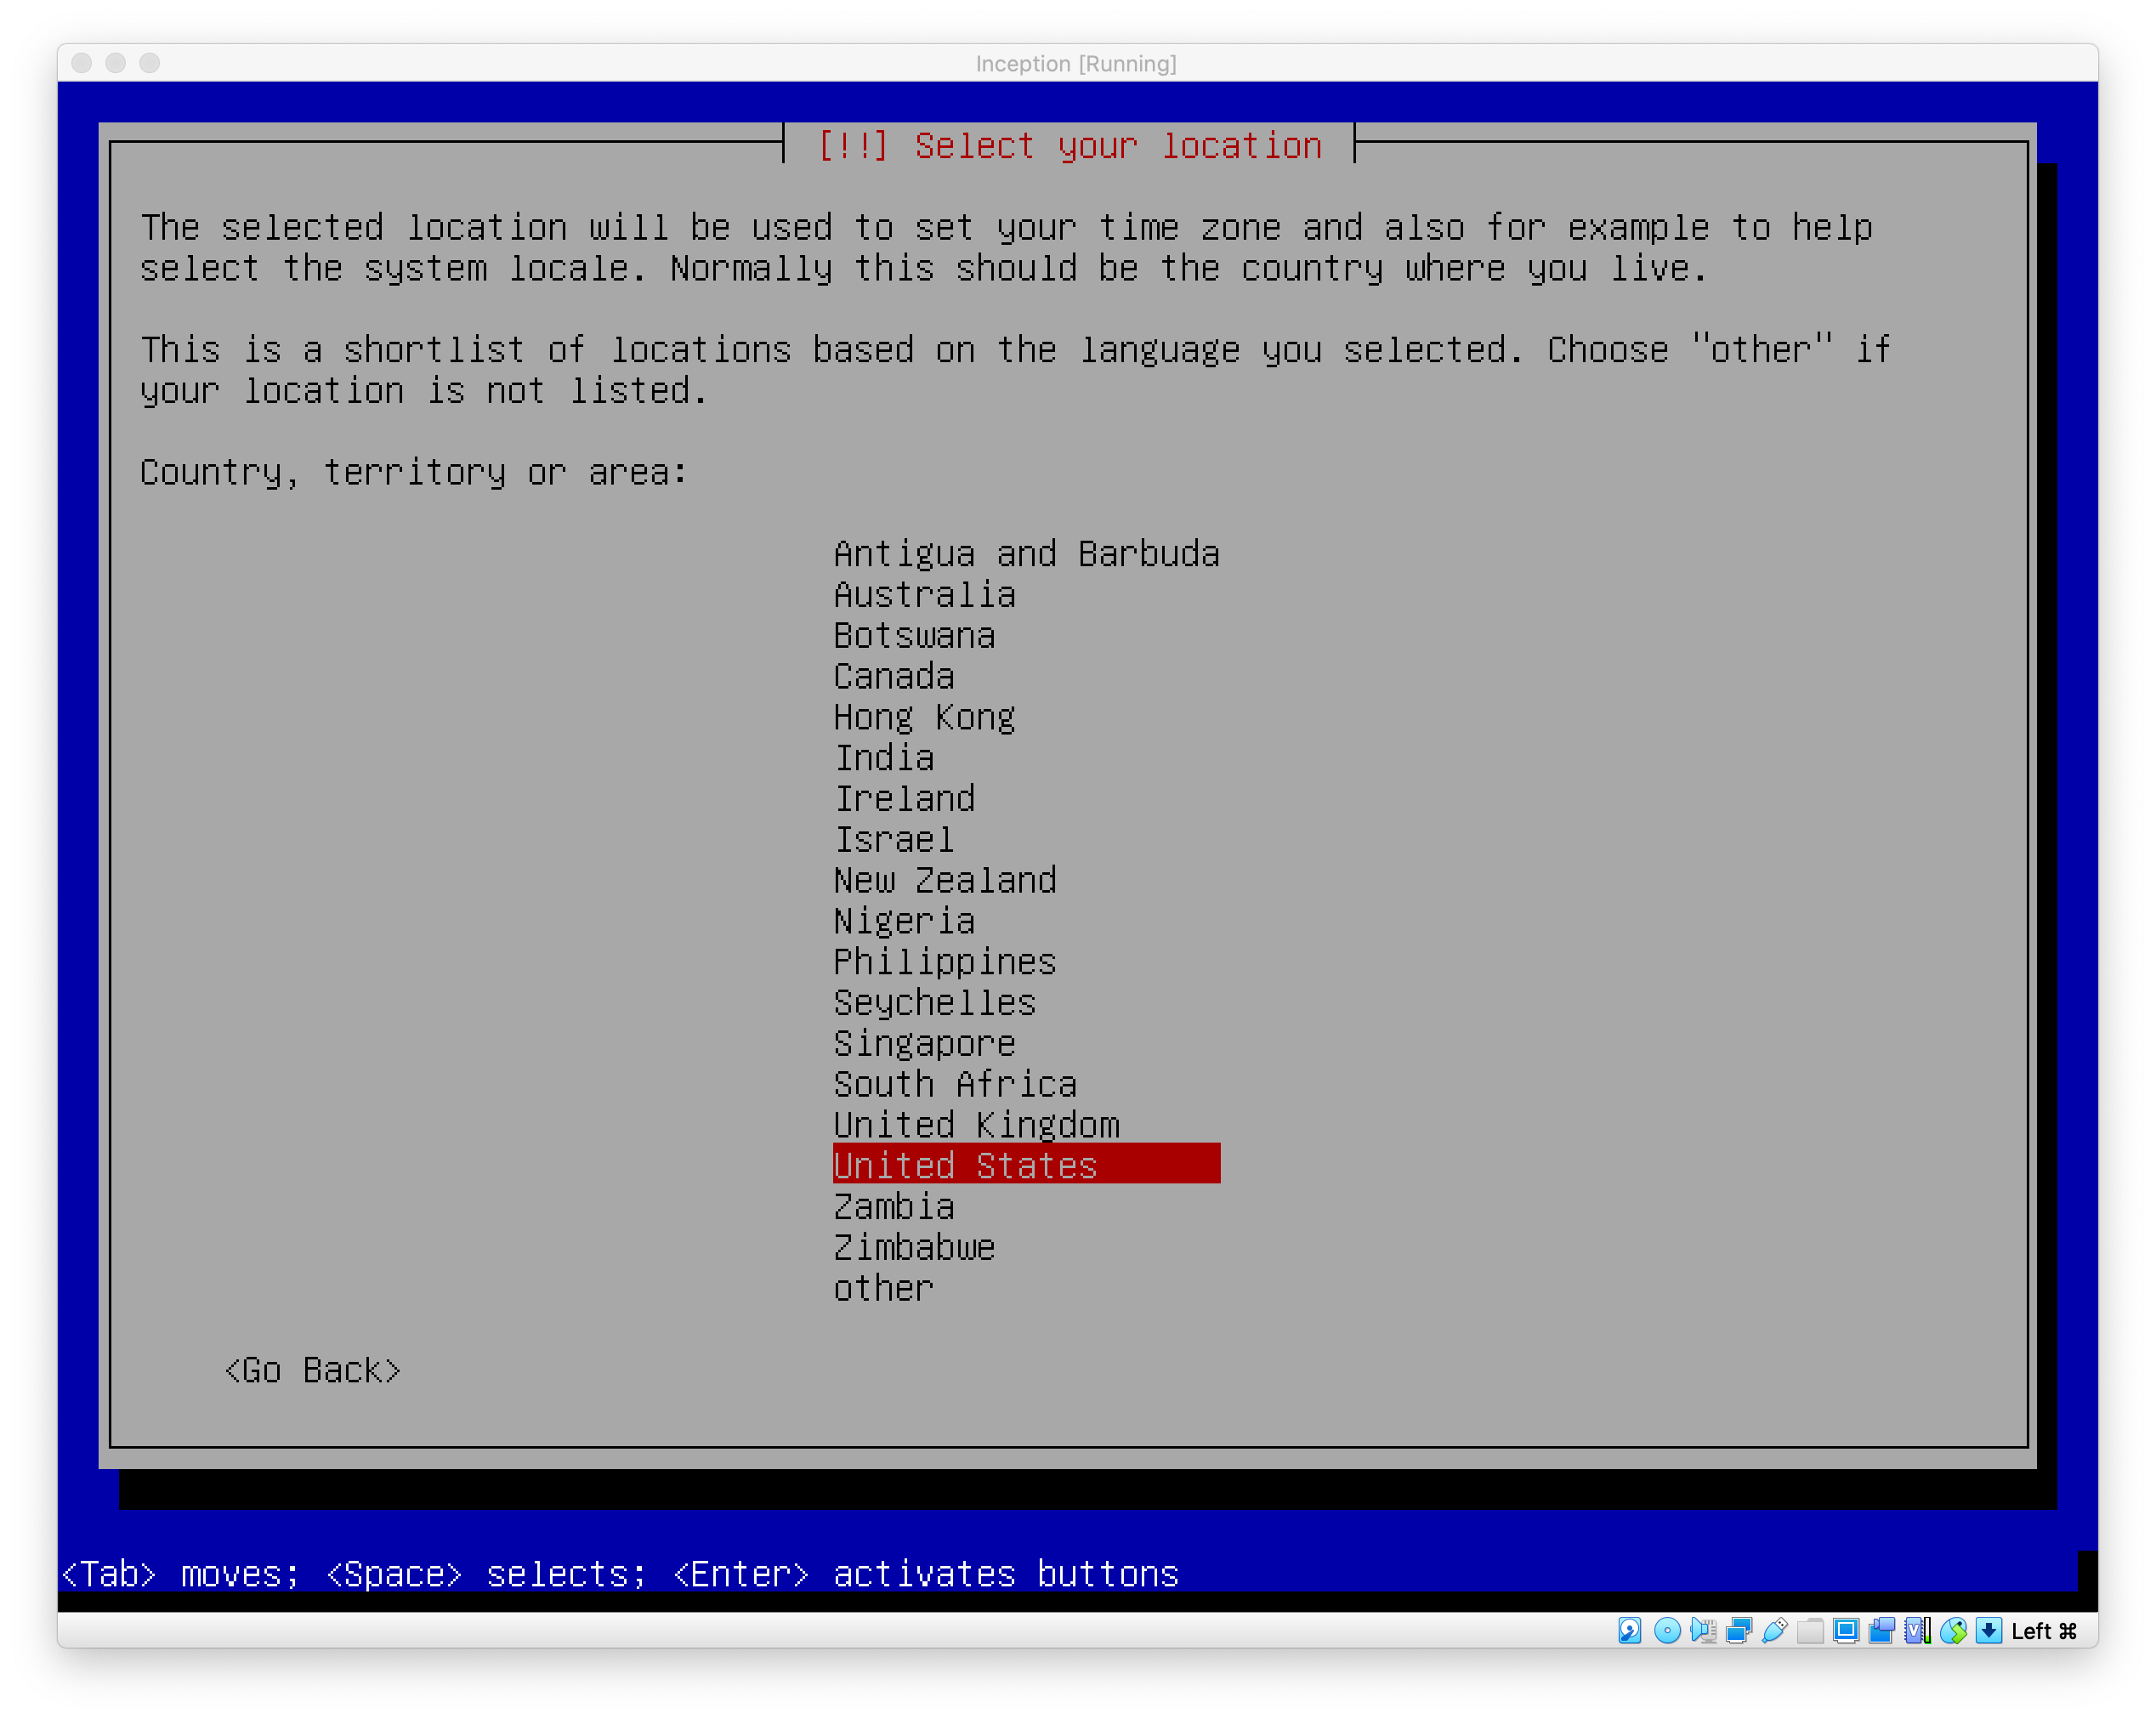 Inception [Running]
[!!] Select your location
The selected location will be used to set your time zone and also for example to help
select the system locale. Normally this should be the country where you live.
This is a shortlist of locations based on the language you selected. Choose "other" if
your location is not listed.
Country, territory or area:
Antigua and Barbuda
Australia
Botswana
Canada
Hong Kong
India
Ireland
Israel
New Zealand
Nigeria
Philippines
Seychelles
Singapore
South Africa
United Kingdom
United States
Zambia
Zimbabwe
other
<Go Back>
<Tab> moves; <Space> selects; <Enter> activates buttons
Left ⌘